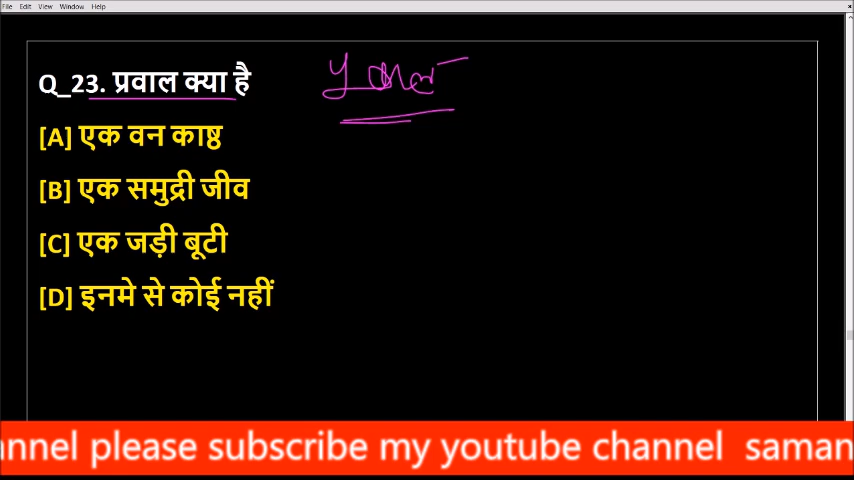 File Edit View Window Help
Q_23. प्रवाल क्या है
[A] एक वन काष्ठ
[B] एक समुद्री जीव
[C] एक जड़ी बूटी
[D] इनमे से कोई नहीं
annel please subscribe my youtube channel saman